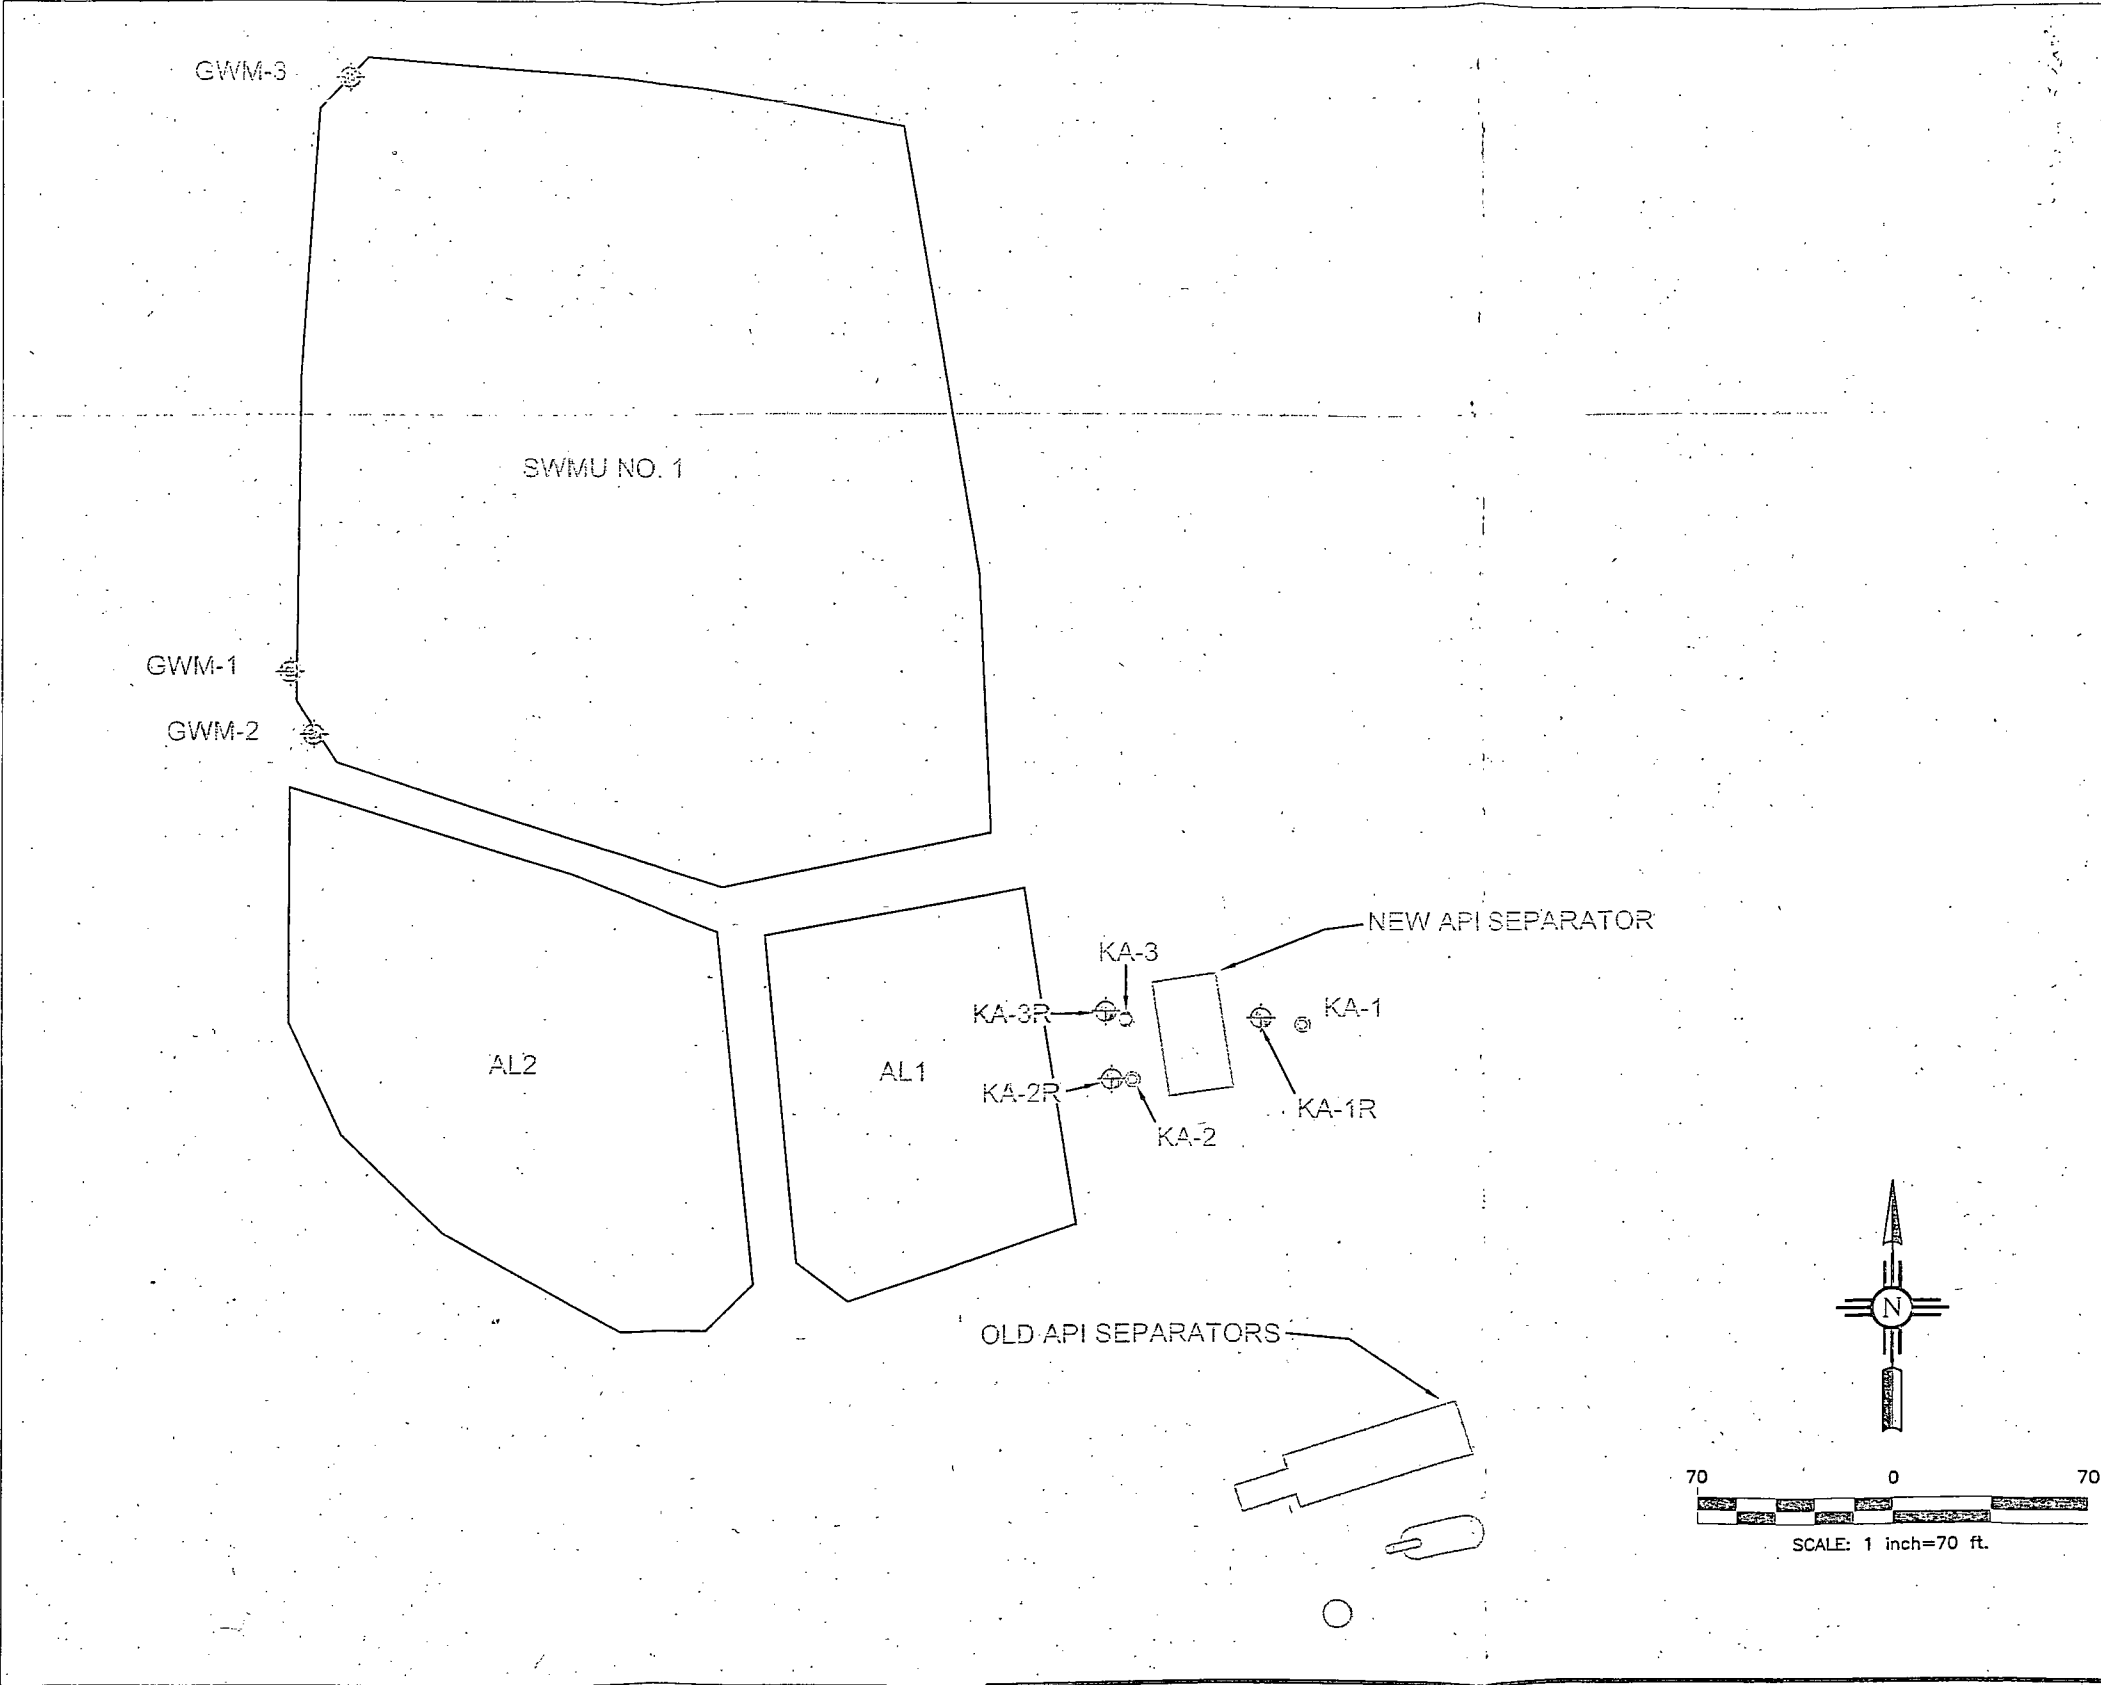 GWM-3
SWMU NO. 1
GWM-1
GWM-2
NEW API SEPARATOR
KA-3
KA-3R
KA-1
AL2
AL1
KA-2R
KA-1R
KA-2
N
OLD API SEPARATORS
70 0 70
SCALE: 1 inch=70 ft.